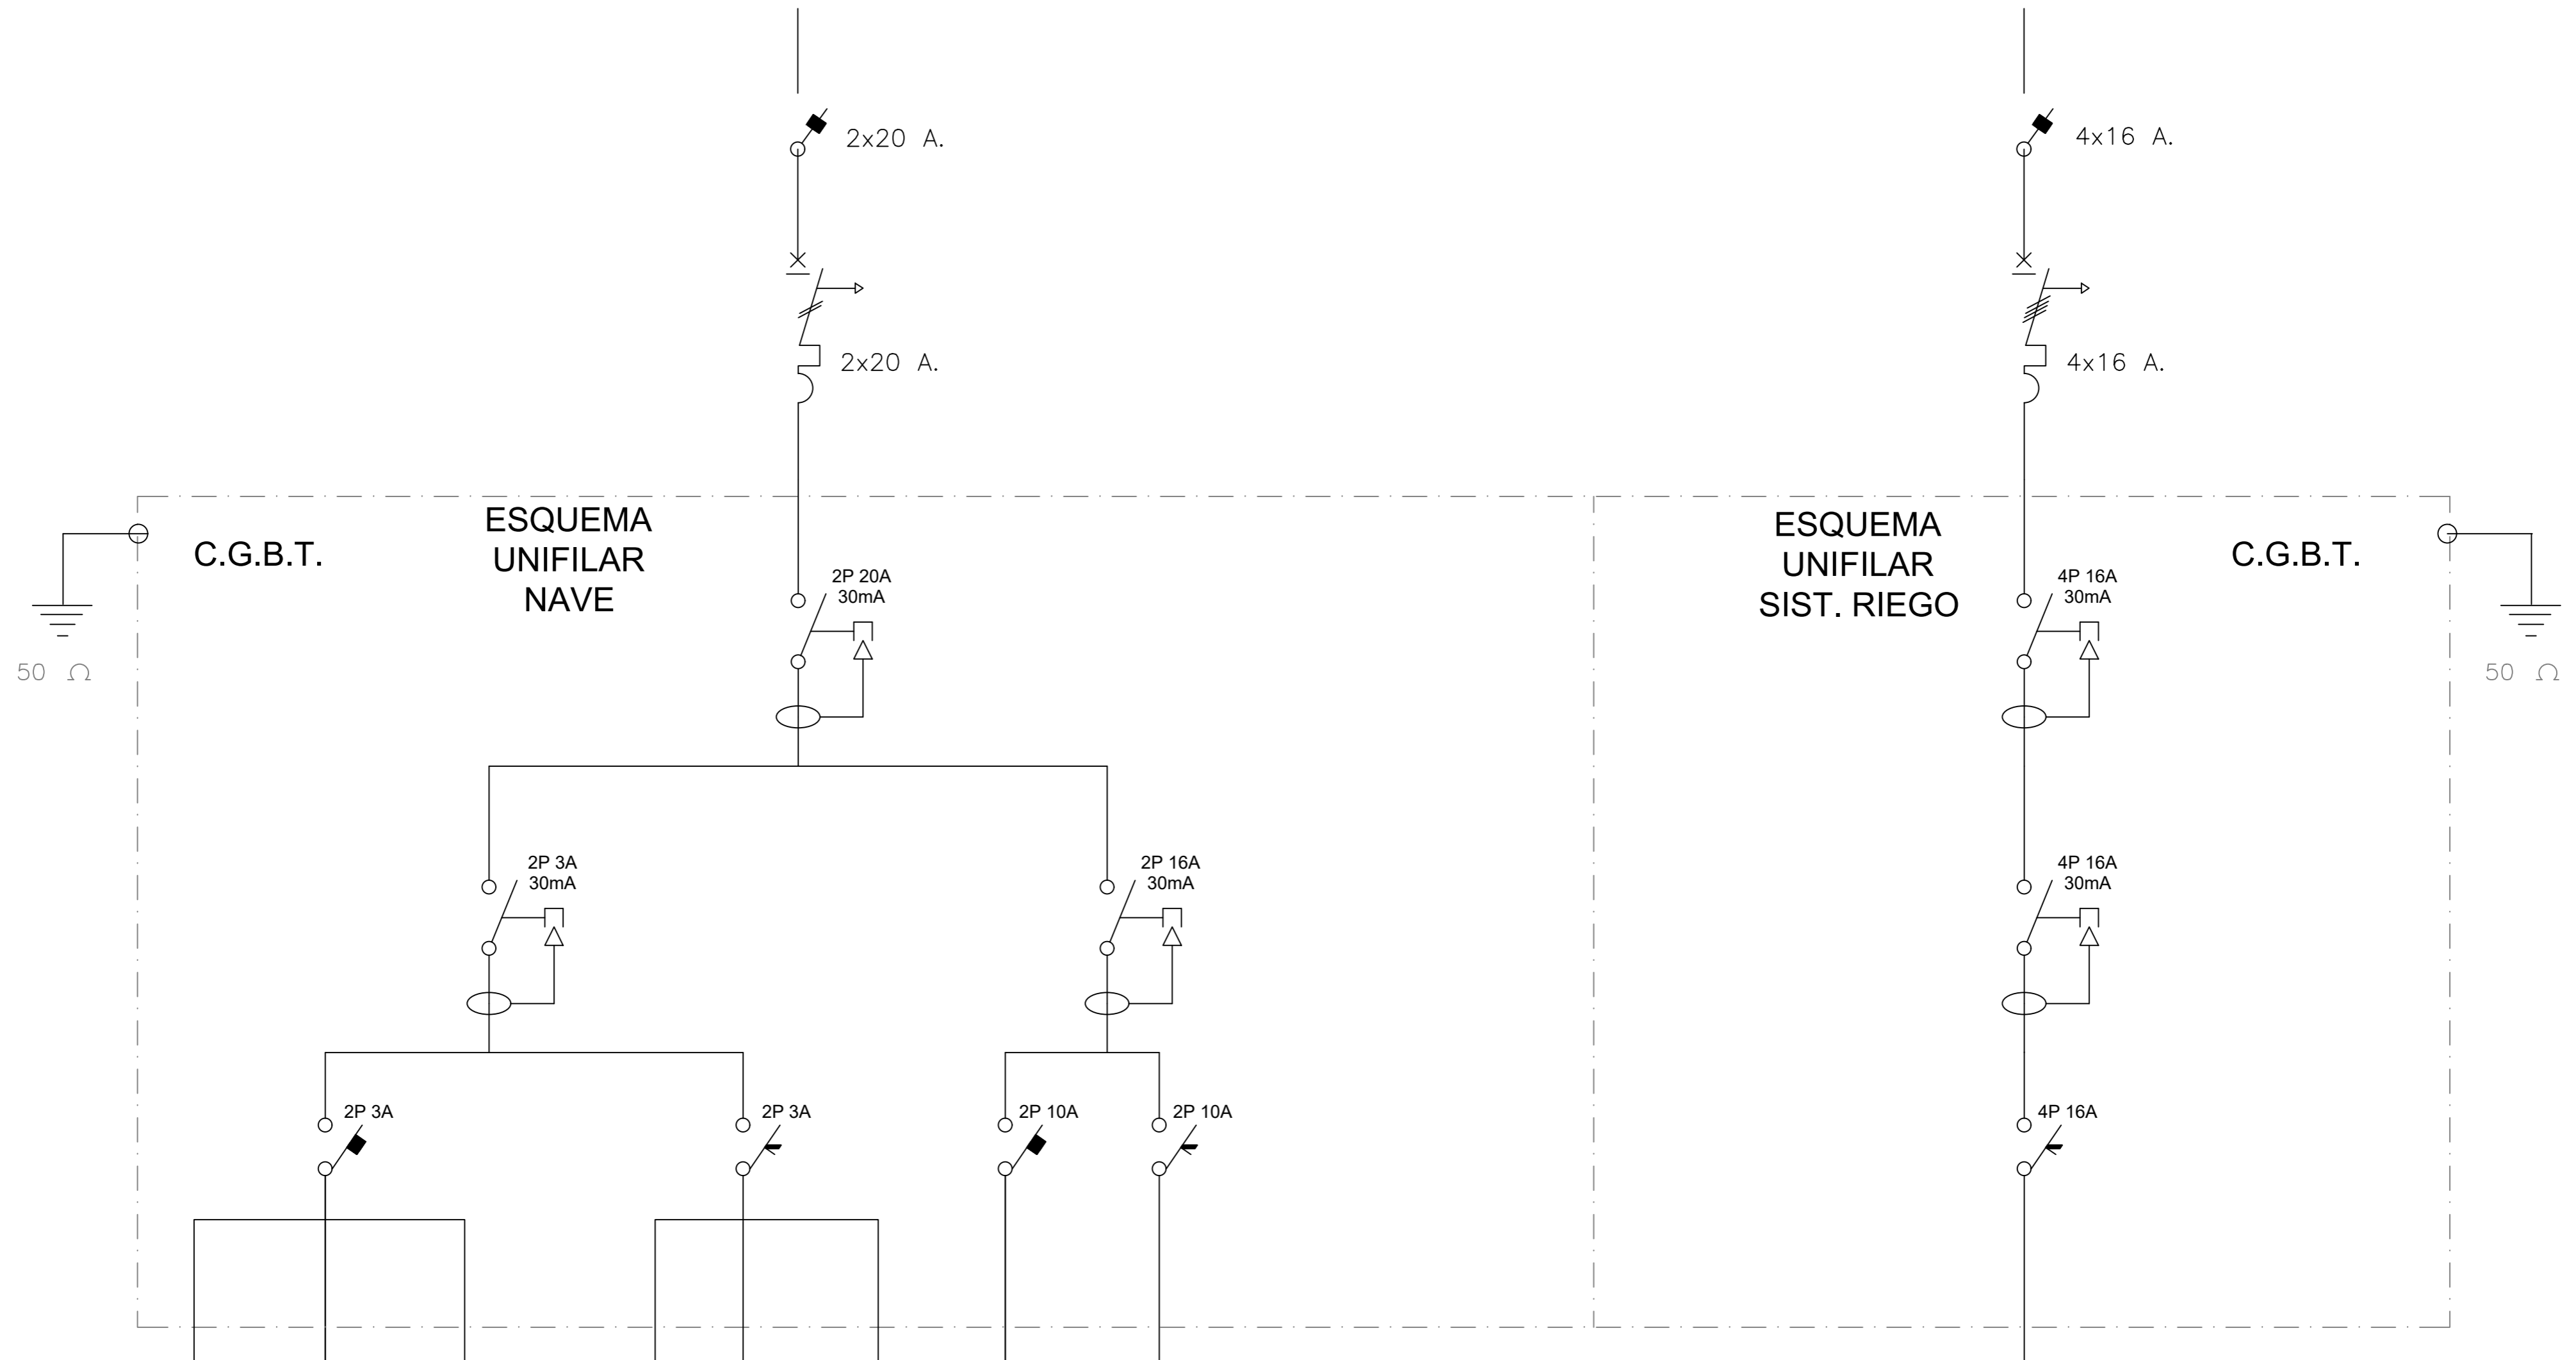 2x20 A.
4x16 A.
2x20 A.
4x16 A.
C.G.B.T.
ESQUEMA
UNIFILAR
NAVE
2P 20A
30mA
50 Ω
2P 3A
30mA
2P 16A
30mA
2P 3A
2P 3A
2P 10A
2P 10A
ESQUEMA
UNIFILAR
SIST. RIEGO
C.G.B.T.
4P 16A
30mA
50 Ω
4P 16A
30mA
4P 16A